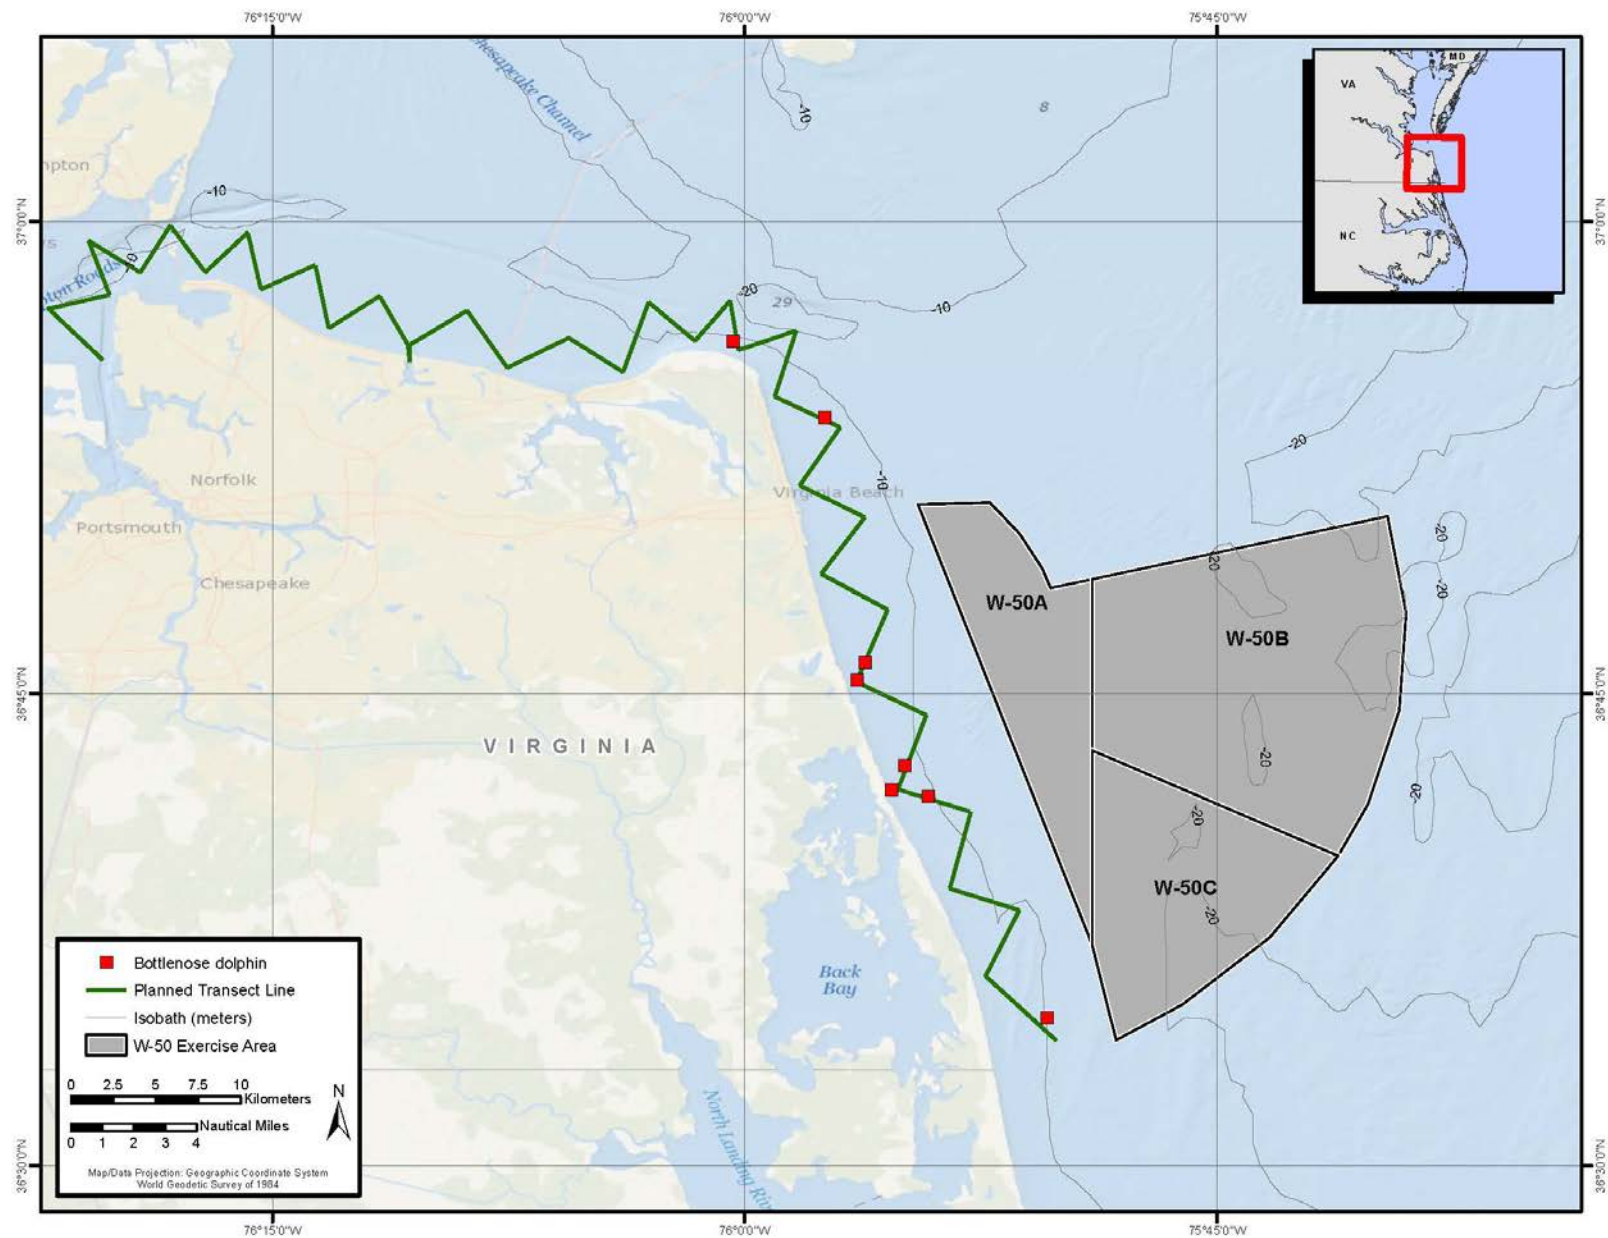 76°15'0"W
76°0'0"W
75°45'0"W
Chesapeake Channel
-10
8
MD
VA
NC
37°0'0"N
37°0'0"N
-10
-10
-20
29
-10
-20
-10
Norfolk
Virginia Beach
Portsmouth
Chesapeake
-20
-20
-20
W-50A
W-50B
36°45'0"N
36°45'0"N
VIRGINIA
-20
-20
-20
W-50C
-20
Back
Bay
Bottlenose dolphin
Planned Transect Line
Isobath (meters)
W-50 Exercise Area
0 2.5 5 7.5 10
Kilometers
N
Nautical Miles
0 1 2 3 4
Map/Data Projection: Geographic Coordinate System
World Geodetic Survey of 1984
North Landing Riv
36°30'0"N
36°30'0"N
76°15'0"W
76°0'0"W
75°45'0"W